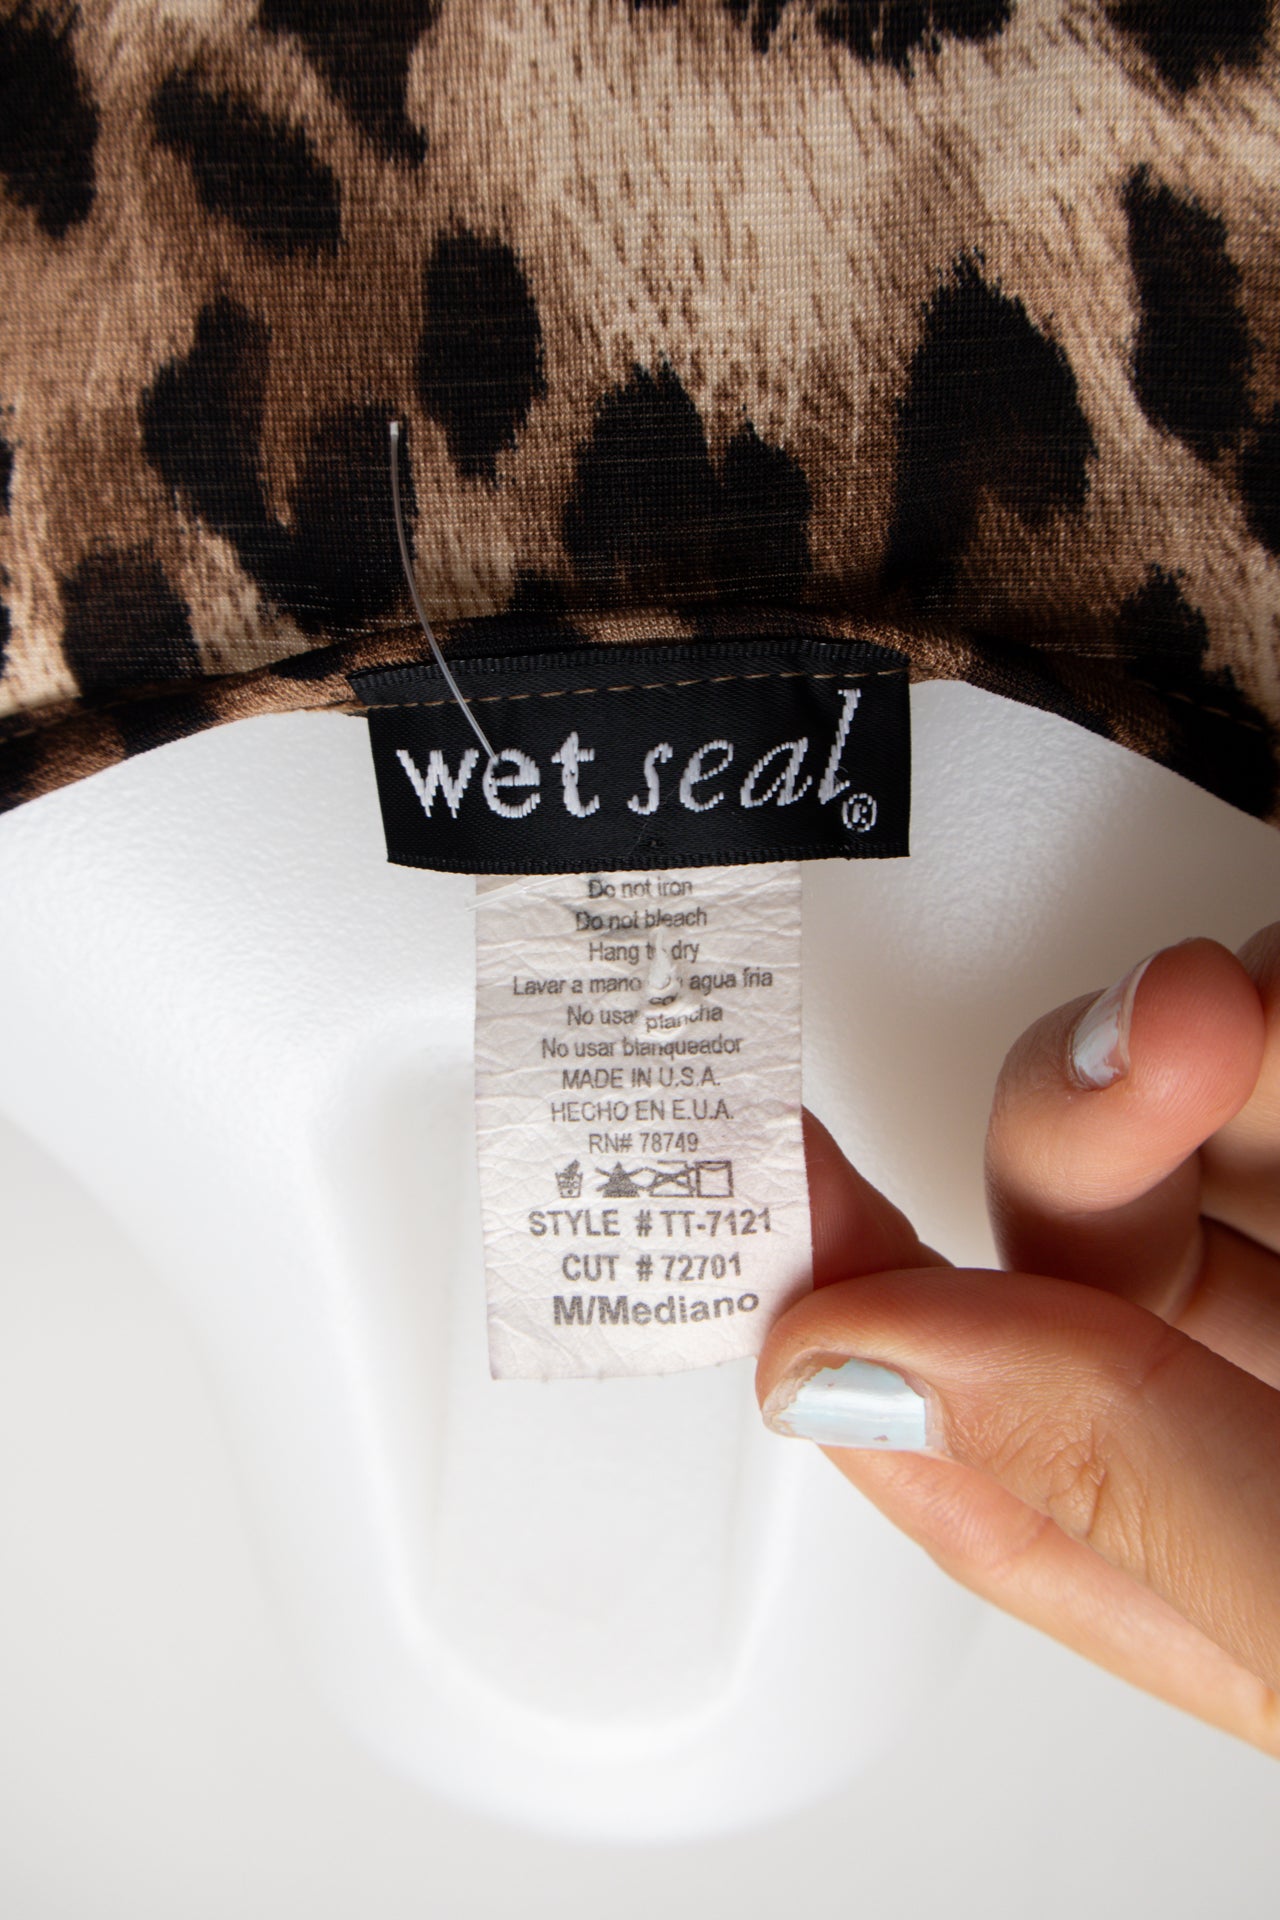 wet seal®
Do not iron
Do not bleach
Hang to dry
Lavar a mano agua fria
No usar plancha
No usar blanqueador
MADE IN U.S.A.
HECHO EN E.U.A.
RN# 78749
STYLE # TT-7121
CUT # 72701
M/Mediano